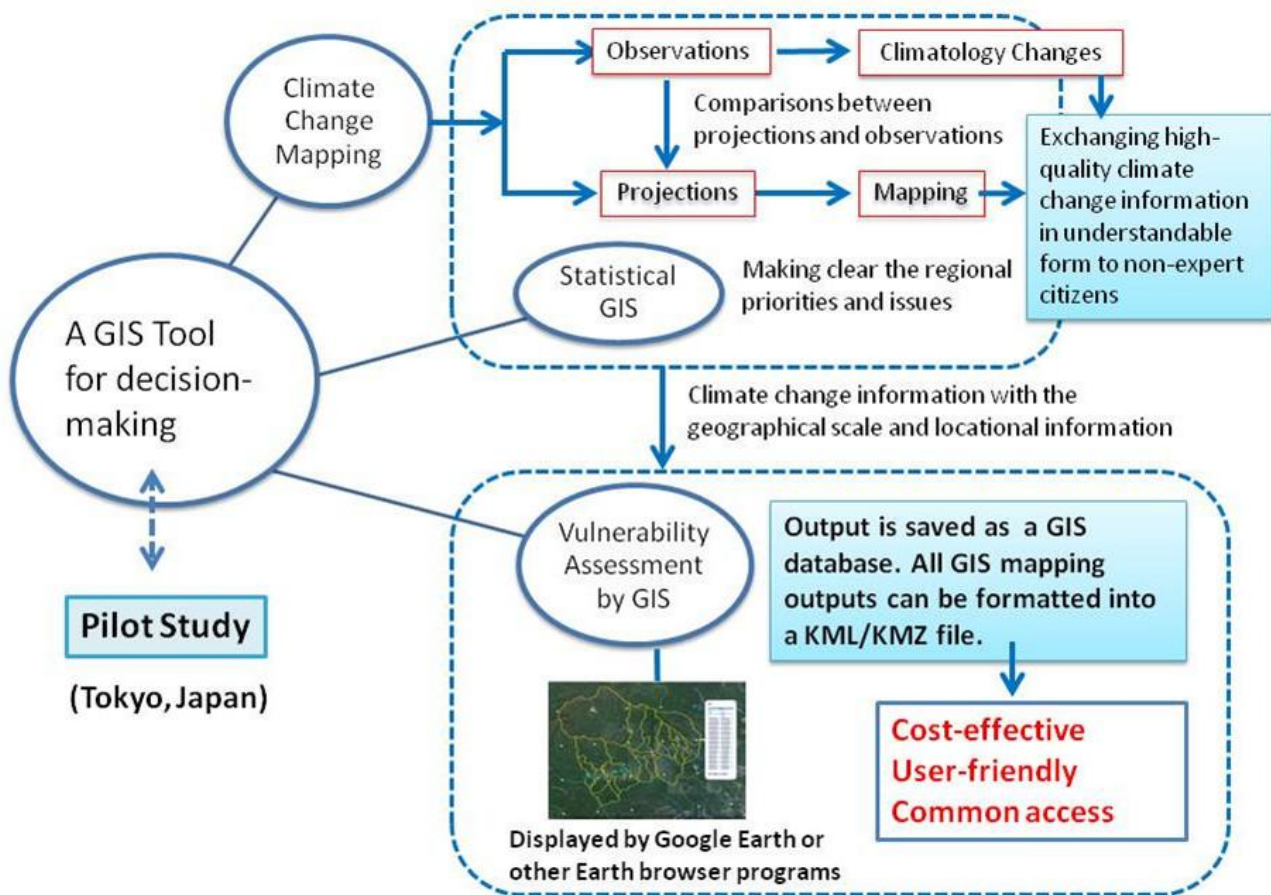 Observations
Climatology Changes
Climate
Change
Mapping
Comparisons between
projections and observations
Projections
Mapping
Exchanging high-
quality climate
change information
in understandable
form to non-expert
citizens
Statistical
GIS
Making clear the regional
priorities and issues
A GIS Tool
for decision-
making
Climate change information with the
geographical scale and locational information
Pilot Study
(Tokyo, Japan)
Vulnerability
Assessment
by GIS
Output is saved as a GIS
database. All GIS mapping
outputs can be formatted into
a KML/KMZ file.
Cost-effective
User-friendly
Common access
Displayed by Google Earth or
other Earth browser programs